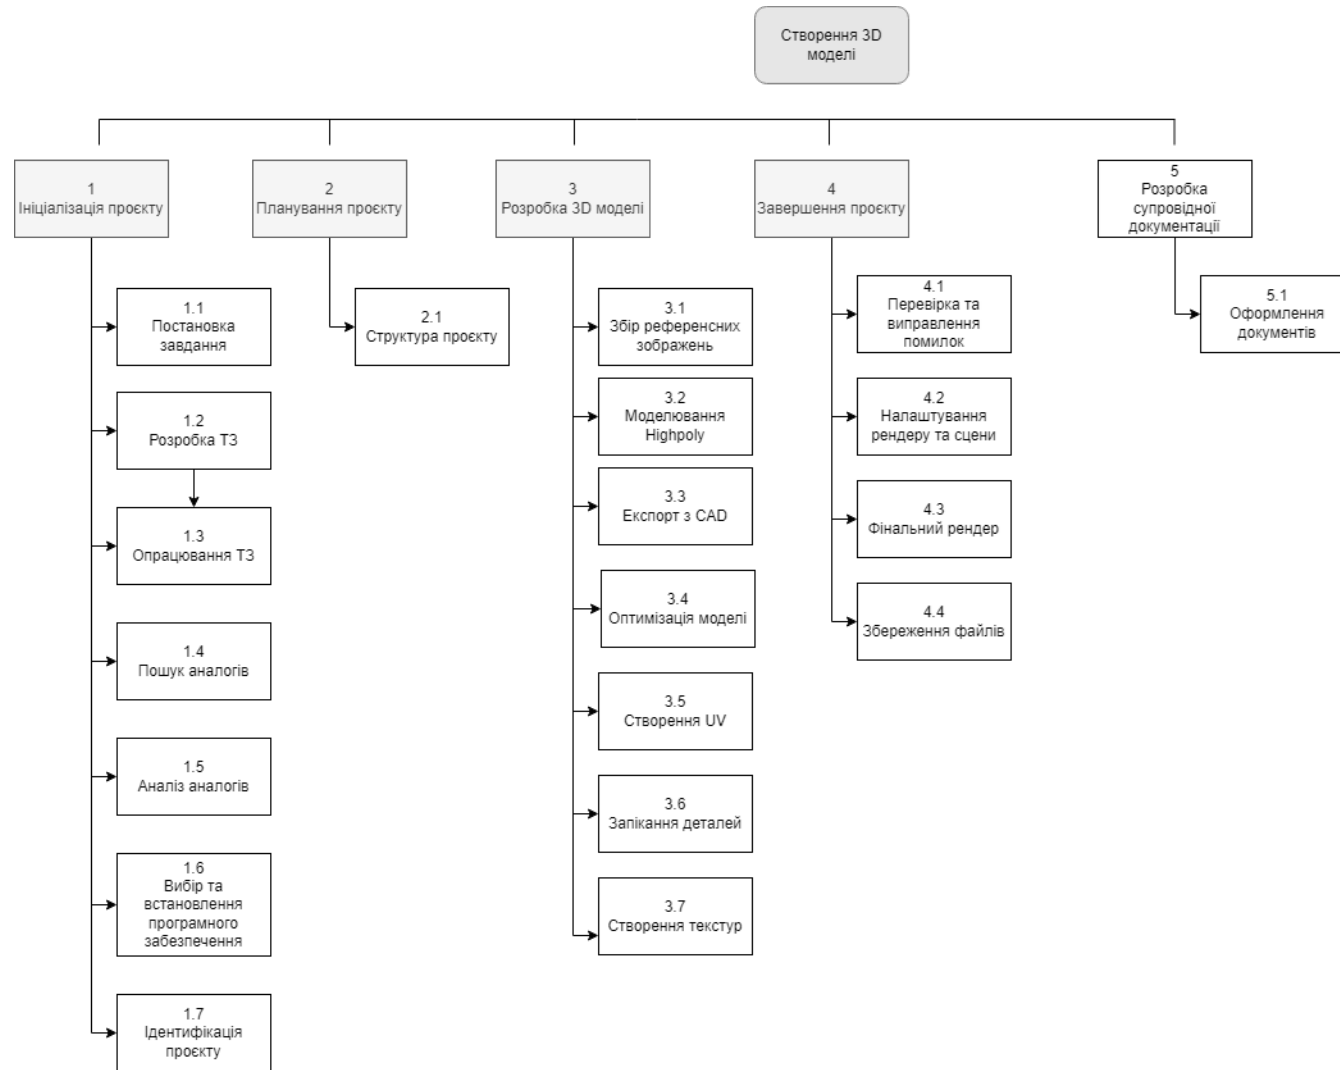 Створення 3D
моделі
1
Ініціалізація проєкту
2
Планування проєкту
3
Розробка 3D моделі
4
Завершення проєкту
5
Розробка
супровідної
документації
1.1
Постановка
завдання
1.2
Розробка ТЗ
1.3
Опрацювання ТЗ
1.4
Пошук аналогів
1.5
Аналіз аналогів
1.6
Вибір та
встановлення
програмного
забезпечення
1.7
Ідентифікація
проєкту
2.1
Структура проєкту
3.1
Збір референсних
зображень
3.2
Моделювання
Highpoly
3.3
Експорт з CAD
3.4
Оптимізація моделі
3.5
Створення UV
3.6
Запікання деталей
3.7
Створення текстур
4.1
Перевірка та
виправлення
помилок
4.2
Налаштування
рендеру та сцени
4.3
Фінальний рендер
4.4
Збереження файлів
5.1
Оформлення
документів